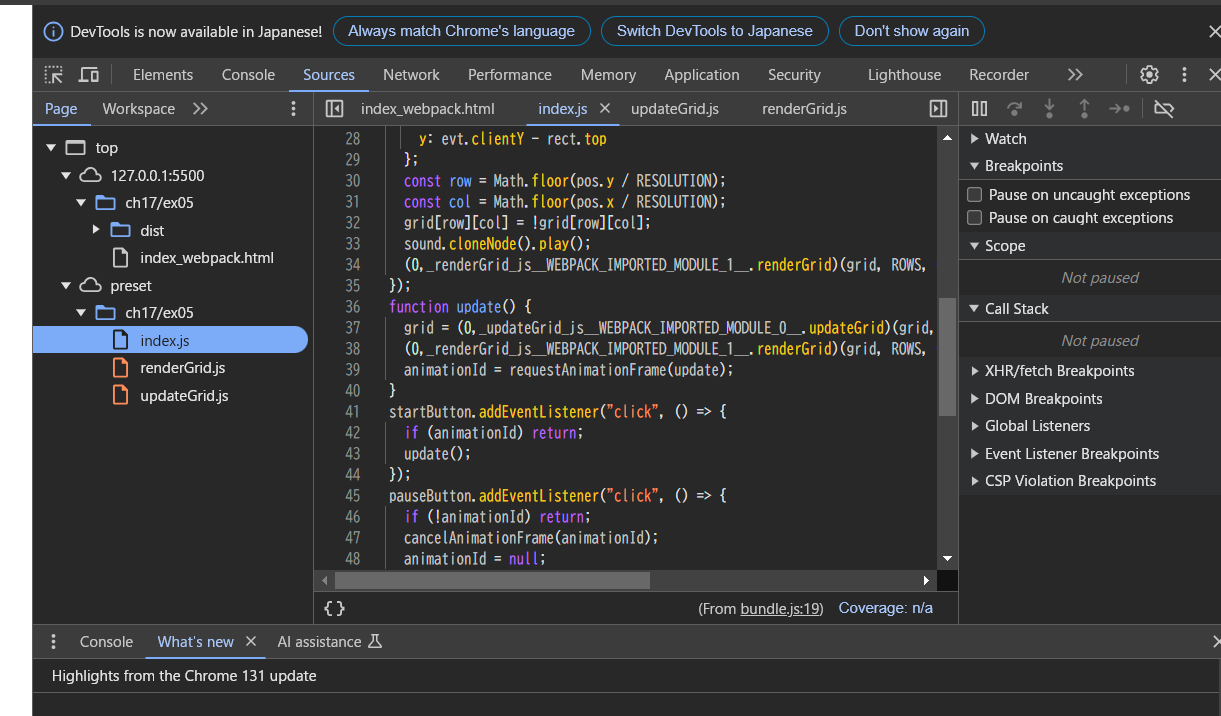 DevTools is now available in Japanese! Always match Chrome's language Switch DevTools to Japanese Don't show again
Elements Console Sources Network Performance Memory Application Security Lighthouse Recorder
Page Workspace
top
127.0.0.1:5500
ch17/ex05
dist
index_webpack.html
preset
ch17/ex05
index.js
renderGrid.js
updateGrid.js
index_webpack.html index.js updateGrid.js renderGrid.js
28 y: evt.clientY - rect.top
29 };
30 const row = Math.floor(pos.y / RESOLUTION);
31 const col = Math.floor(pos.x / RESOLUTION);
32 grid[row][col] = !grid[row][col];
33 sound.cloneNode().play();
34 (0,_renderGrid_js__WEBPACK_IMPORTED_MODULE_1__.renderGrid)(grid, ROWS,
35 });
36 function update() {
37 grid = (0,_updateGrid_js__WEBPACK_IMPORTED_MODULE_0__.updateGrid)(grid,
38 (0,_renderGrid_js__WEBPACK_IMPORTED_MODULE_1__.renderGrid)(grid, ROWS,
39 animationId = requestAnimationFrame(update);
40 }
41 startButton.addEventListener("click", () => {
42 if (animationId) return;
43 update();
44 });
45 pauseButton.addEventListener("click", () => {
46 if (!animationId) return;
47 cancelAnimationFrame(animationId);
48 animationId = null;
{} (From bundle.js:19) Coverage: n/a
Watch
Breakpoints
Pause on uncaught exceptions
Pause on caught exceptions
Scope
Not paused
Call Stack
Not paused
XHR/fetch Breakpoints
DOM Breakpoints
Global Listeners
Event Listener Breakpoints
CSP Violation Breakpoints
Console What's new AI assistance
Highlights from the Chrome 131 update